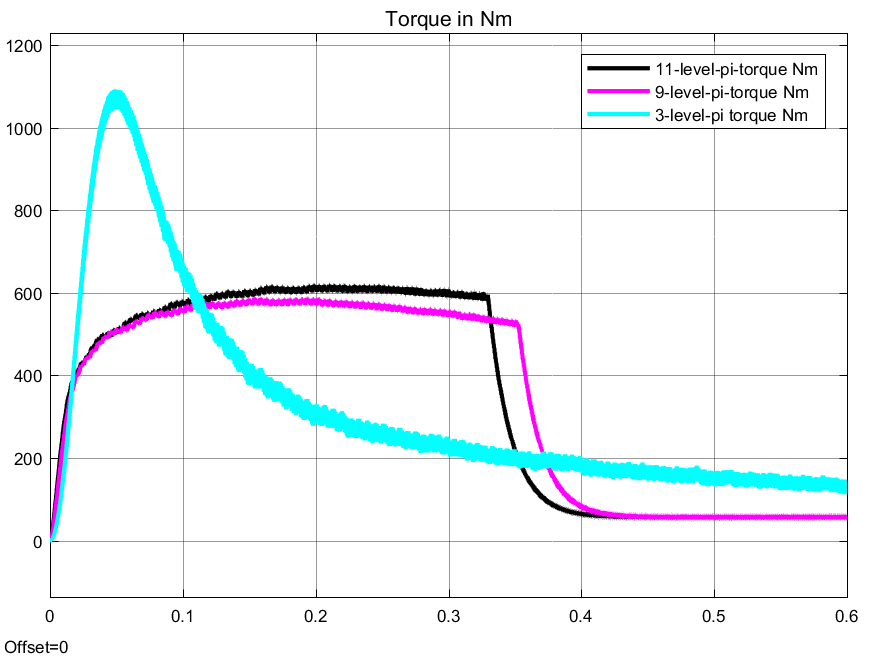 Torque in Nm
11-level-pi-torque Nm
9-level-pi-torque Nm
3-level-pi torque Nm
1200
1000
800
600
400
200
0
0 0.1 0.2 0.3 0.4 0.5 0.6
Offset=0